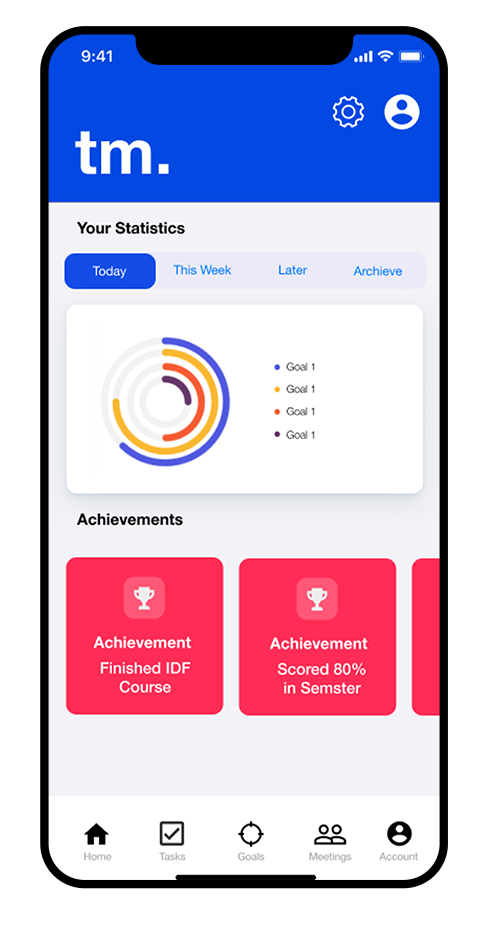 9:41
tm.
Your Statistics
Today
This Week
Later
Archieve
Goal 1
Goal 1
Goal 1
Goal 1
Achievements
Achievement
Finished IDF
Course
Achievement
Scored 80%
in Semster
Home
Tasks
Goals
Meetings
Account